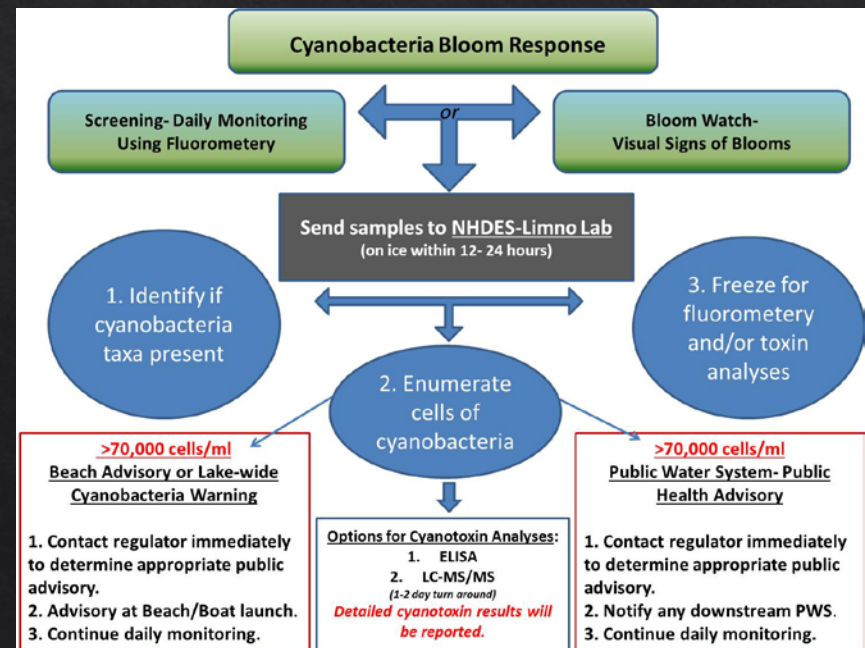 Cyanobacteria Bloom Response
Screening- Daily Monitoring
Using Fluorometery
or
Bloom Watch-
Visual Signs of Blooms
Send samples to NHDES-Limno Lab
(on ice within 12- 24 hours)
1. Identify if
cyanobacteria
taxa present
2. Enumerate
cells of
cyanobacteria
3. Freeze for
fluorometery
and/or toxin
analyses
>70,000 cells/ml
Beach Advisory or Lake-wide
Cyanobacteria Warning
1. Contact regulator immediately
to determine appropriate public
advisory.
2. Advisory at Beach/Boat launch.
3. Continue daily monitoring.
Options for Cyanotoxin Analyses:
1. ELISA
2. LC-MS/MS
(1-2 day turn around)
Detailed cyanotoxin results will
be reported.
>70,000 cells/ml
Public Water System- Public
Health Advisory
1. Contact regulator immediately
to determine appropriate public
advisory.
2. Notify any downstream PWS.
3. Continue daily monitoring.